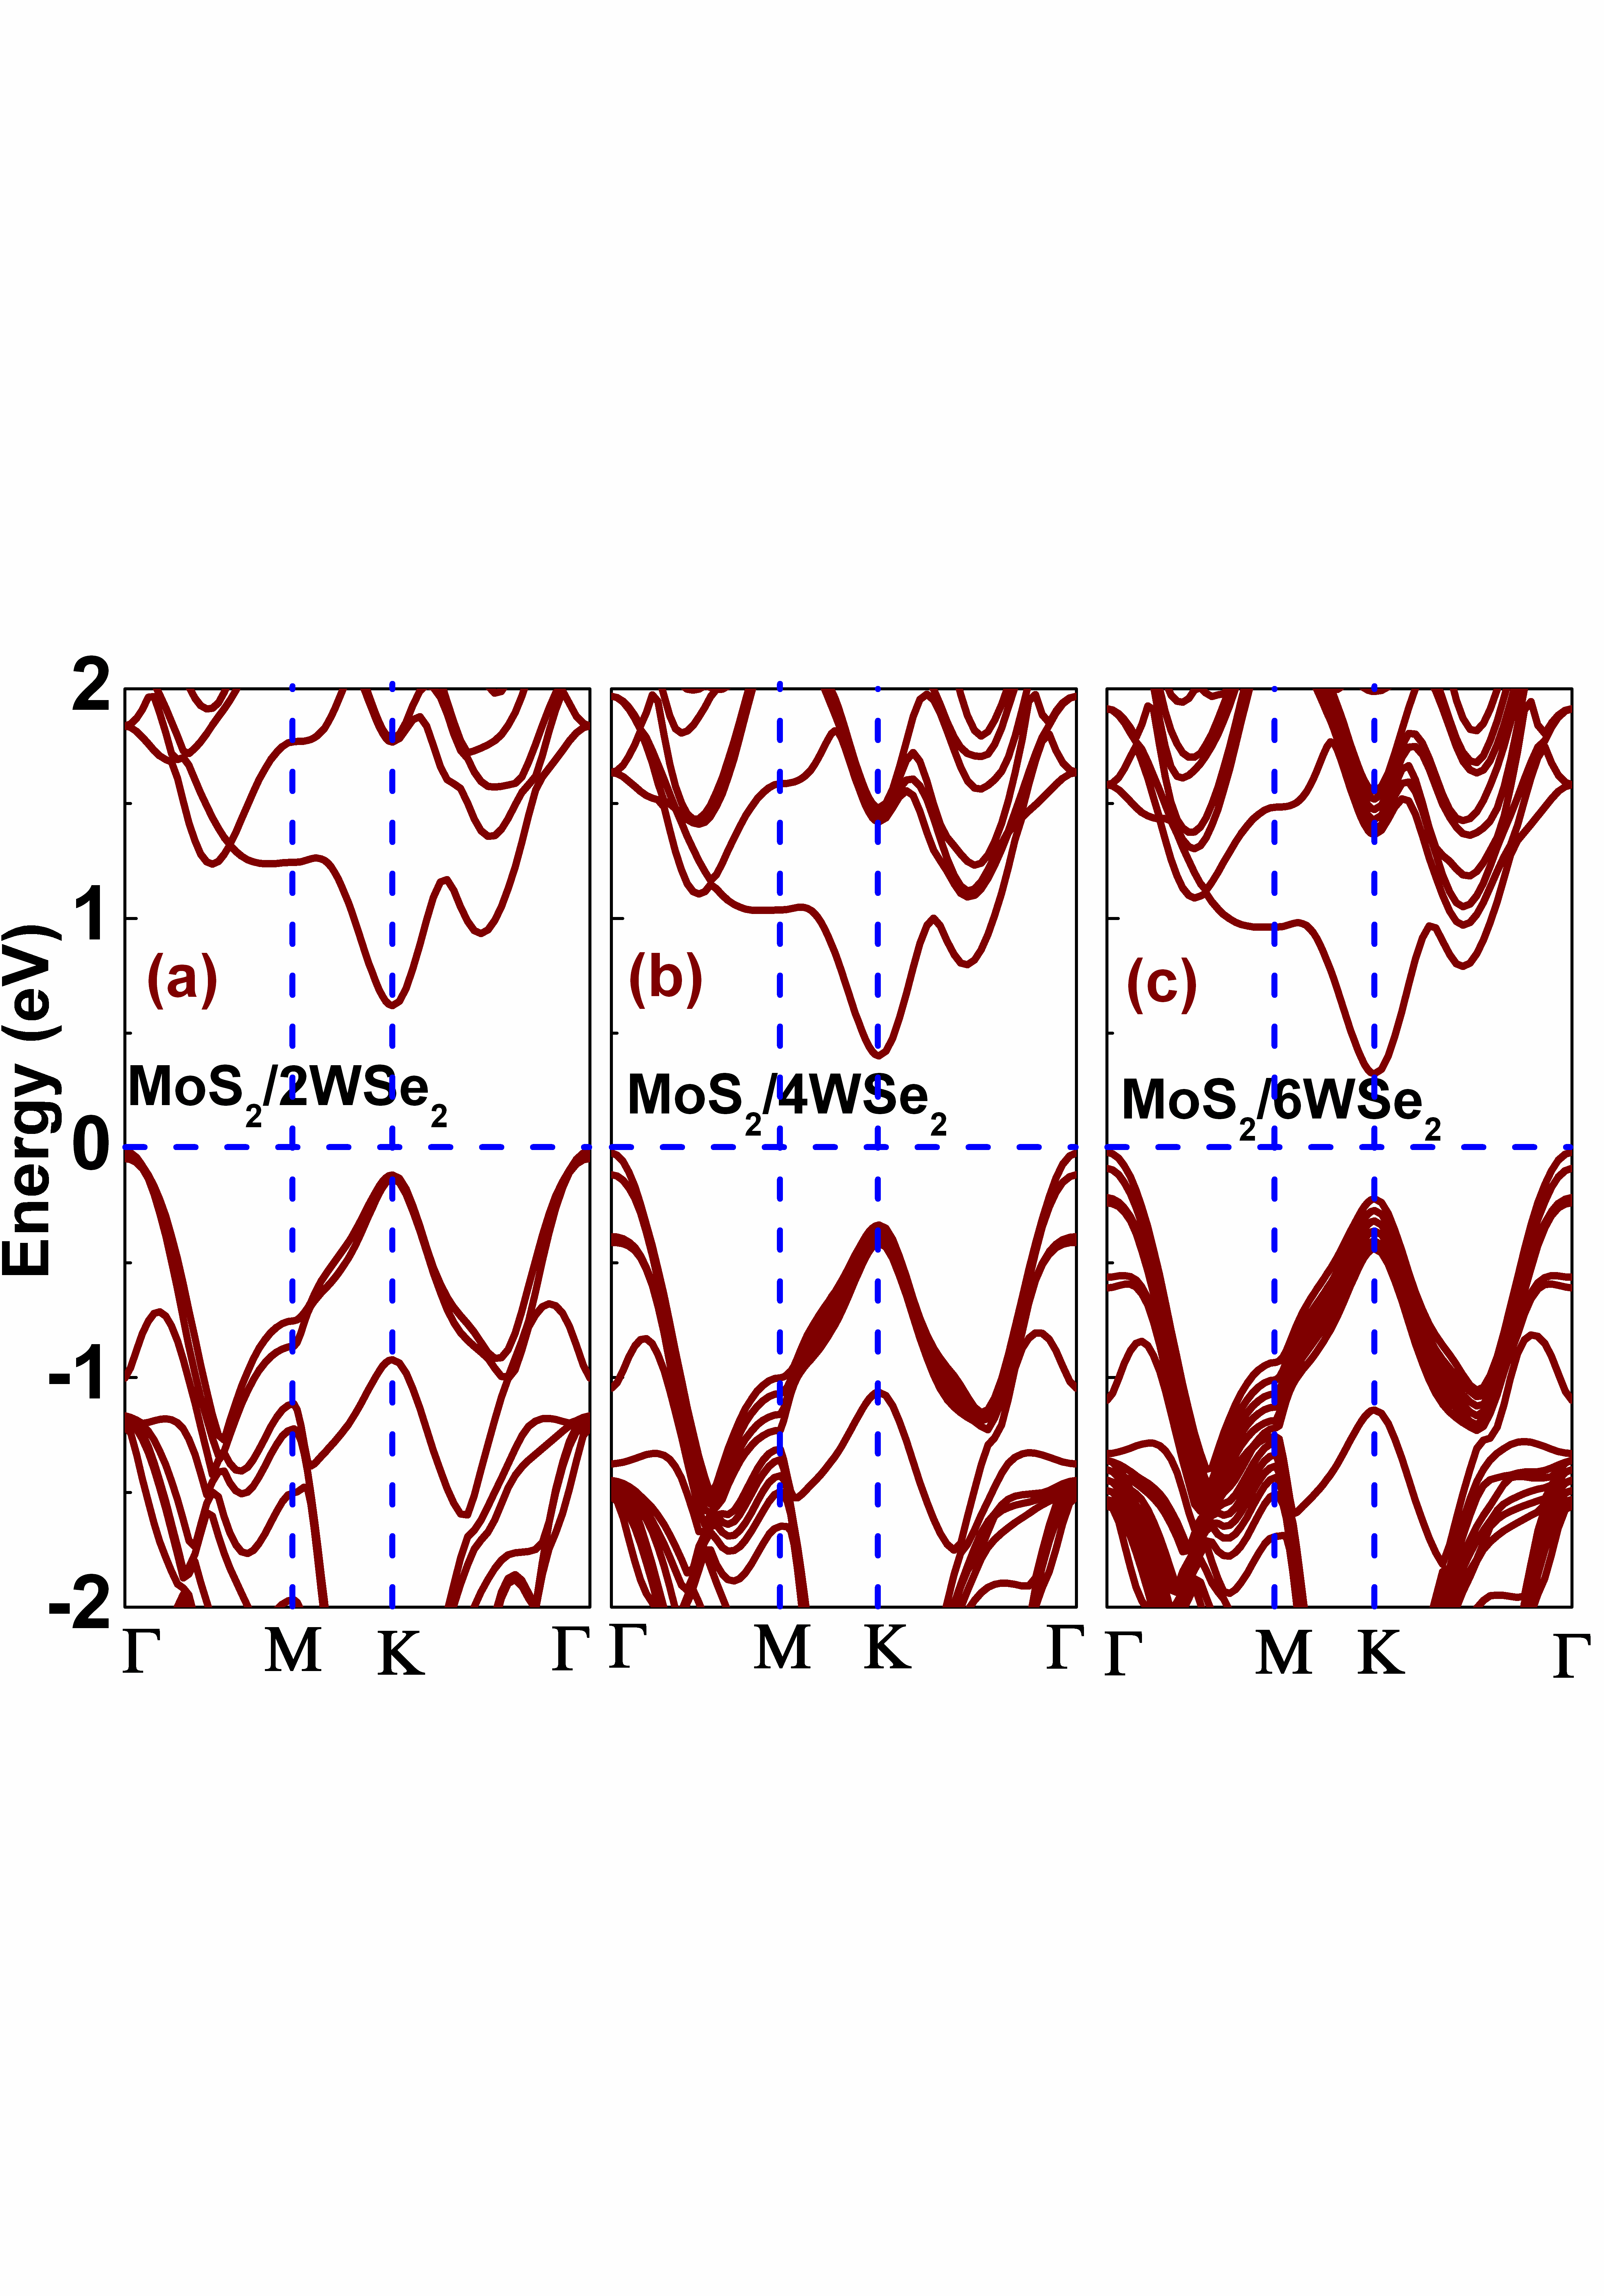 2
1
0
-1
-2
Energy (eV)
(a)
(b)
(c)
MoS2/2WSe2
MoS2/4WSe2
MoS2/6WSe2
Γ M K Γ
Γ M K Γ
Γ M K Γ